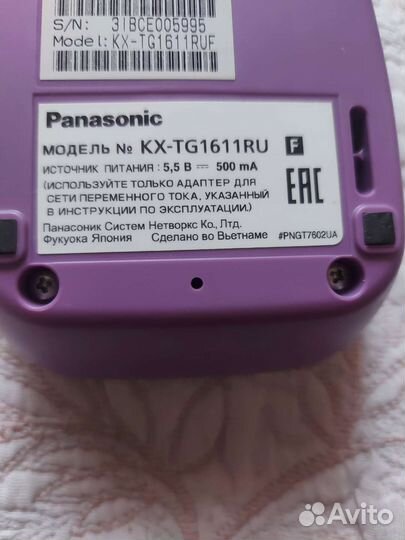 S/N: 3IBCE005995
Model:KX-TG1611RUF
Panasonic
МОДЕЛЬ № KX-TG1611RU F
ИСТОЧНИК ПИТАНИЯ : 5,5 В ⎓ 500 mA
(ИСПОЛЬЗУЙТЕ ТОЛЬКО АДАПТЕР ДЛЯ
СЕТИ ПЕРЕМЕННОГО ТОКА, УКАЗАННЫЙ
В ИНСТРУКЦИИ ПО ЭКСПЛУАТАЦИИ.)
EAC
Панасоник Систем Нетворкс Ко., Лтд.
Фукуока Япония Сделано во Вьетнаме
#PNGT7602UA
Avito